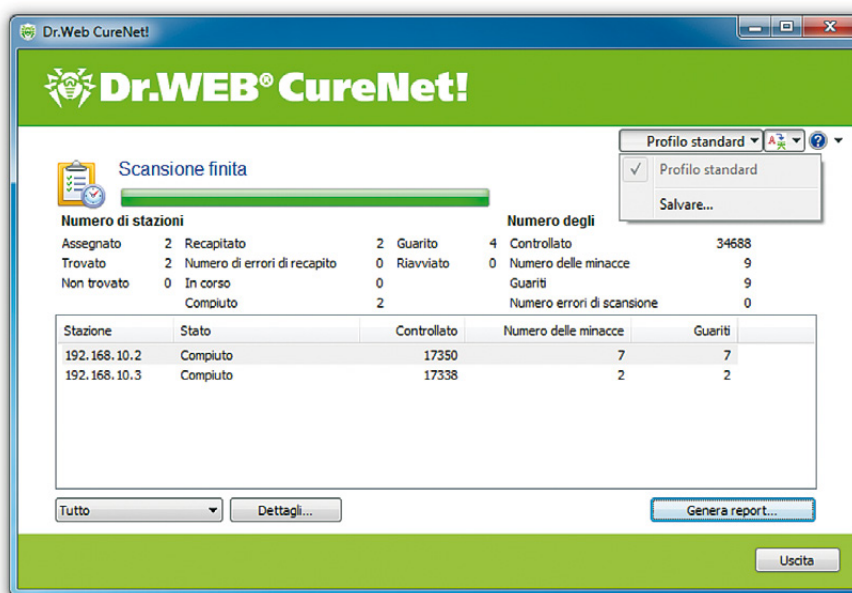 Dr.Web CureNet!
Dr.WEB® CureNet!
Profilo standard
Profilo standard
Salvare...
Scansione finita
Numero di stazioni
Numero degli
Assegnato 2 Recapitato 2 Guarito 4 Controllato 34688
Trovato 2 Numero di errori di recapito 0 Riavviato 0 Numero delle minacce 9
Non trovato 0 In corso 0 Guariti 9
Compiuto 2 Numero errori di scansione 0
Stazione Stato Controllato Numero delle minacce Guariti
192.168.10.2 Compiuto 17350 7 7
192.168.10.3 Compiuto 17338 2 2
Tutto Dettagli... Genera report...
Uscita